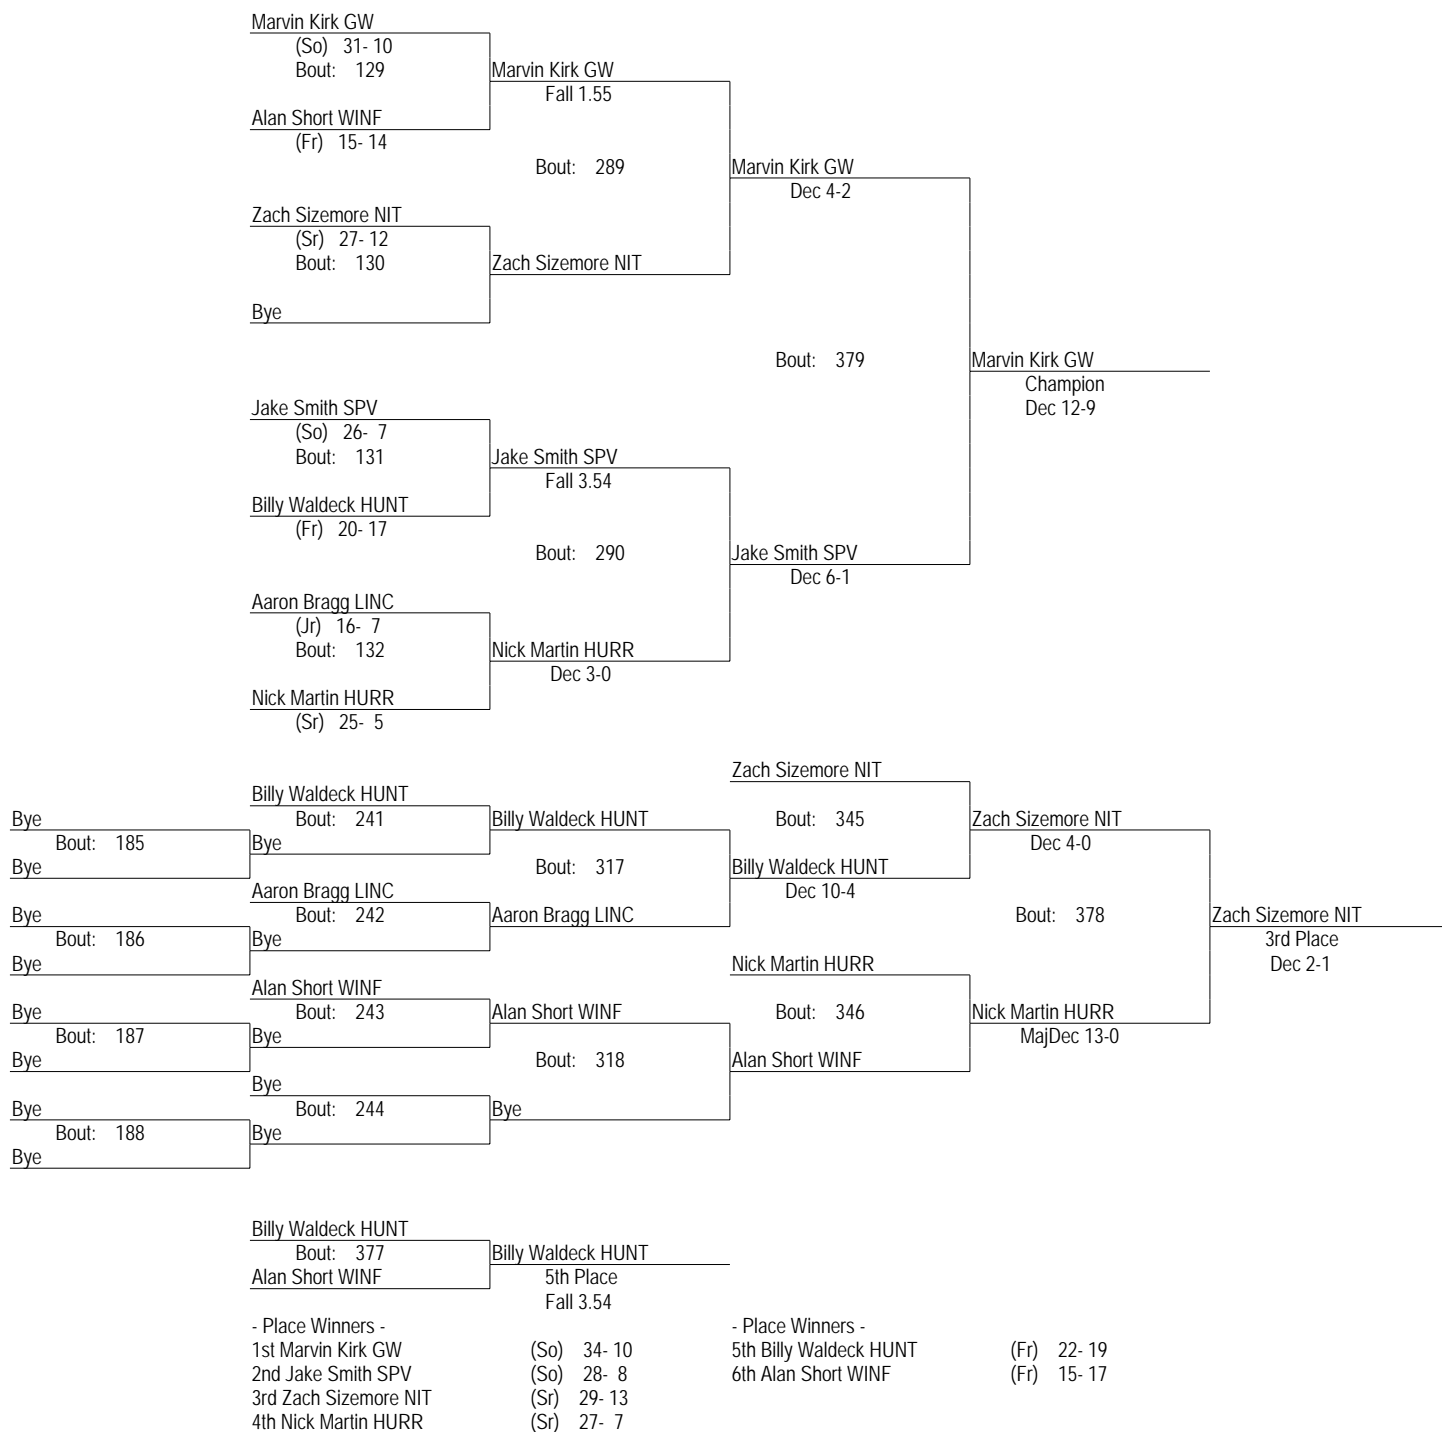 Marvin Kirk GW
(So) 31- 10
Bout: 129
Marvin Kirk GW
Fall 1.55
Alan Short WINF
(Fr) 15- 14
Bout: 289
Marvin Kirk GW
Dec 4-2
Zach Sizemore NIT
(Sr) 27- 12
Bout: 130
Zach Sizemore NIT
Bye
Bout: 379
Marvin Kirk GW
Champion
Dec 12-9
Jake Smith SPV
(So) 26- 7
Bout: 131
Jake Smith SPV
Fall 3.54
Billy Waldeck HUNT
(Fr) 20- 17
Bout: 290
Jake Smith SPV
Dec 6-1
Aaron Bragg LINC
(Jr) 16- 7
Bout: 132
Nick Martin HURR
Dec 3-0
Nick Martin HURR
(Sr) 25- 5
Zach Sizemore NIT
Billy Waldeck HUNT
Bye
Bout: 241
Billy Waldeck HUNT
Bout: 345
Zach Sizemore NIT
Bout: 185
Bye
Dec 4-0
Bye
Bout: 317
Billy Waldeck HUNT
Aaron Bragg LINC
Dec 10-4
Bye
Bout: 242
Aaron Bragg LINC
Bout: 378
Zach Sizemore NIT
Bout: 186
Bye
3rd Place
Bye
Nick Martin HURR
Dec 2-1
Alan Short WINF
Bye
Bout: 243
Alan Short WINF
Bout: 346
Nick Martin HURR
Bout: 187
Bye
MajDec 13-0
Bye
Bout: 318
Alan Short WINF
Bye
Bye
Bout: 244
Bye
Bout: 188
Bye
Bye
Billy Waldeck HUNT
Bout: 377
Billy Waldeck HUNT
Alan Short WINF
5th Place
Fall 3.54
- Place Winners -
1st Marvin Kirk GW (So) 34- 10
2nd Jake Smith SPV (So) 28- 8
3rd Zach Sizemore NIT (Sr) 29- 13
4th Nick Martin HURR (Sr) 27- 7
- Place Winners -
5th Billy Waldeck HUNT (Fr) 22- 19
6th Alan Short WINF (Fr) 15- 17